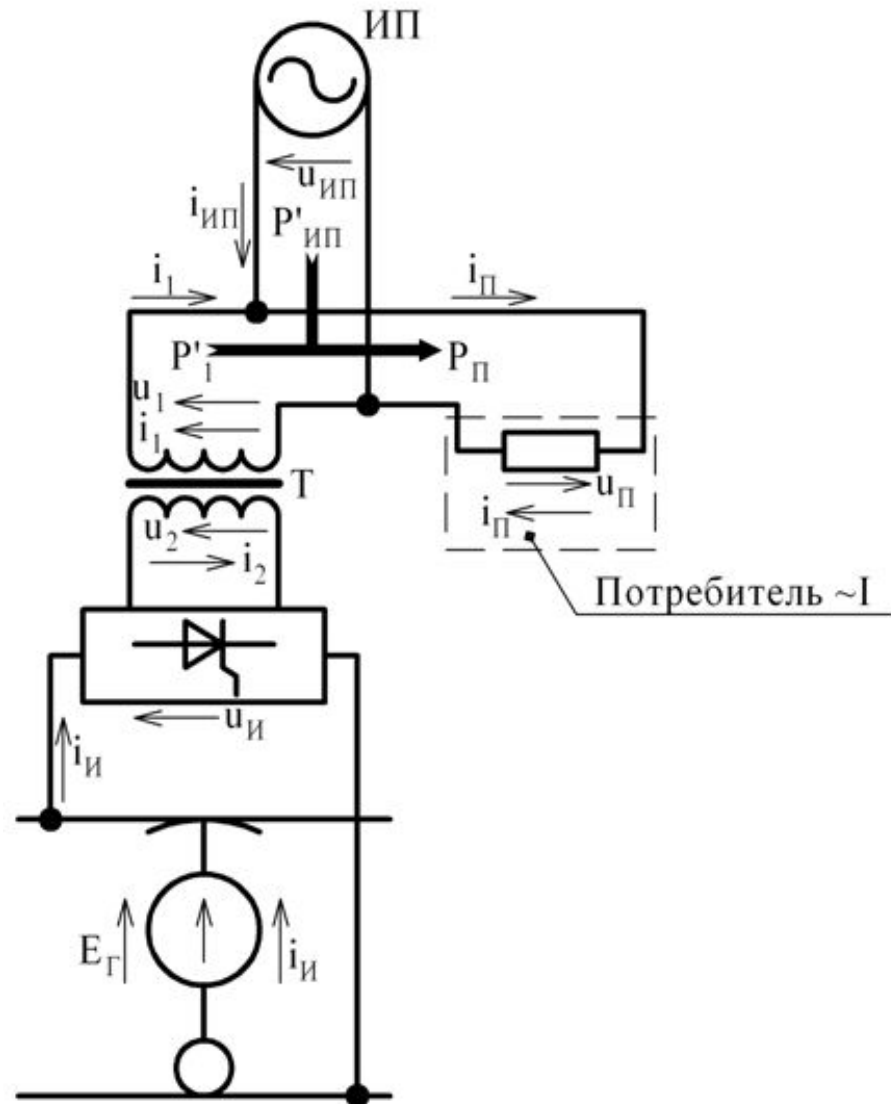 ИП
u_ИП
i_ИП
P'_ИП
i_1
i_П
P'_1
P_П
u_1
i_1
T
u_П
i_П
u_2
i_2
Потребитель ~I
u_И
i_И
E_Г
i_И